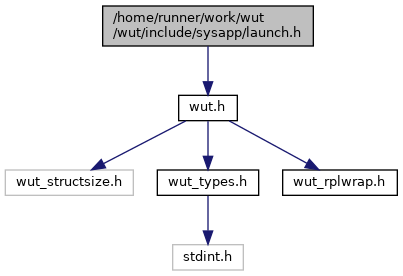 /home/runner/work/wut
/wut/include/sysapp/launch.h
wut.h
wut_structsize.h
wut_types.h
wut_rplwrap.h
stdint.h